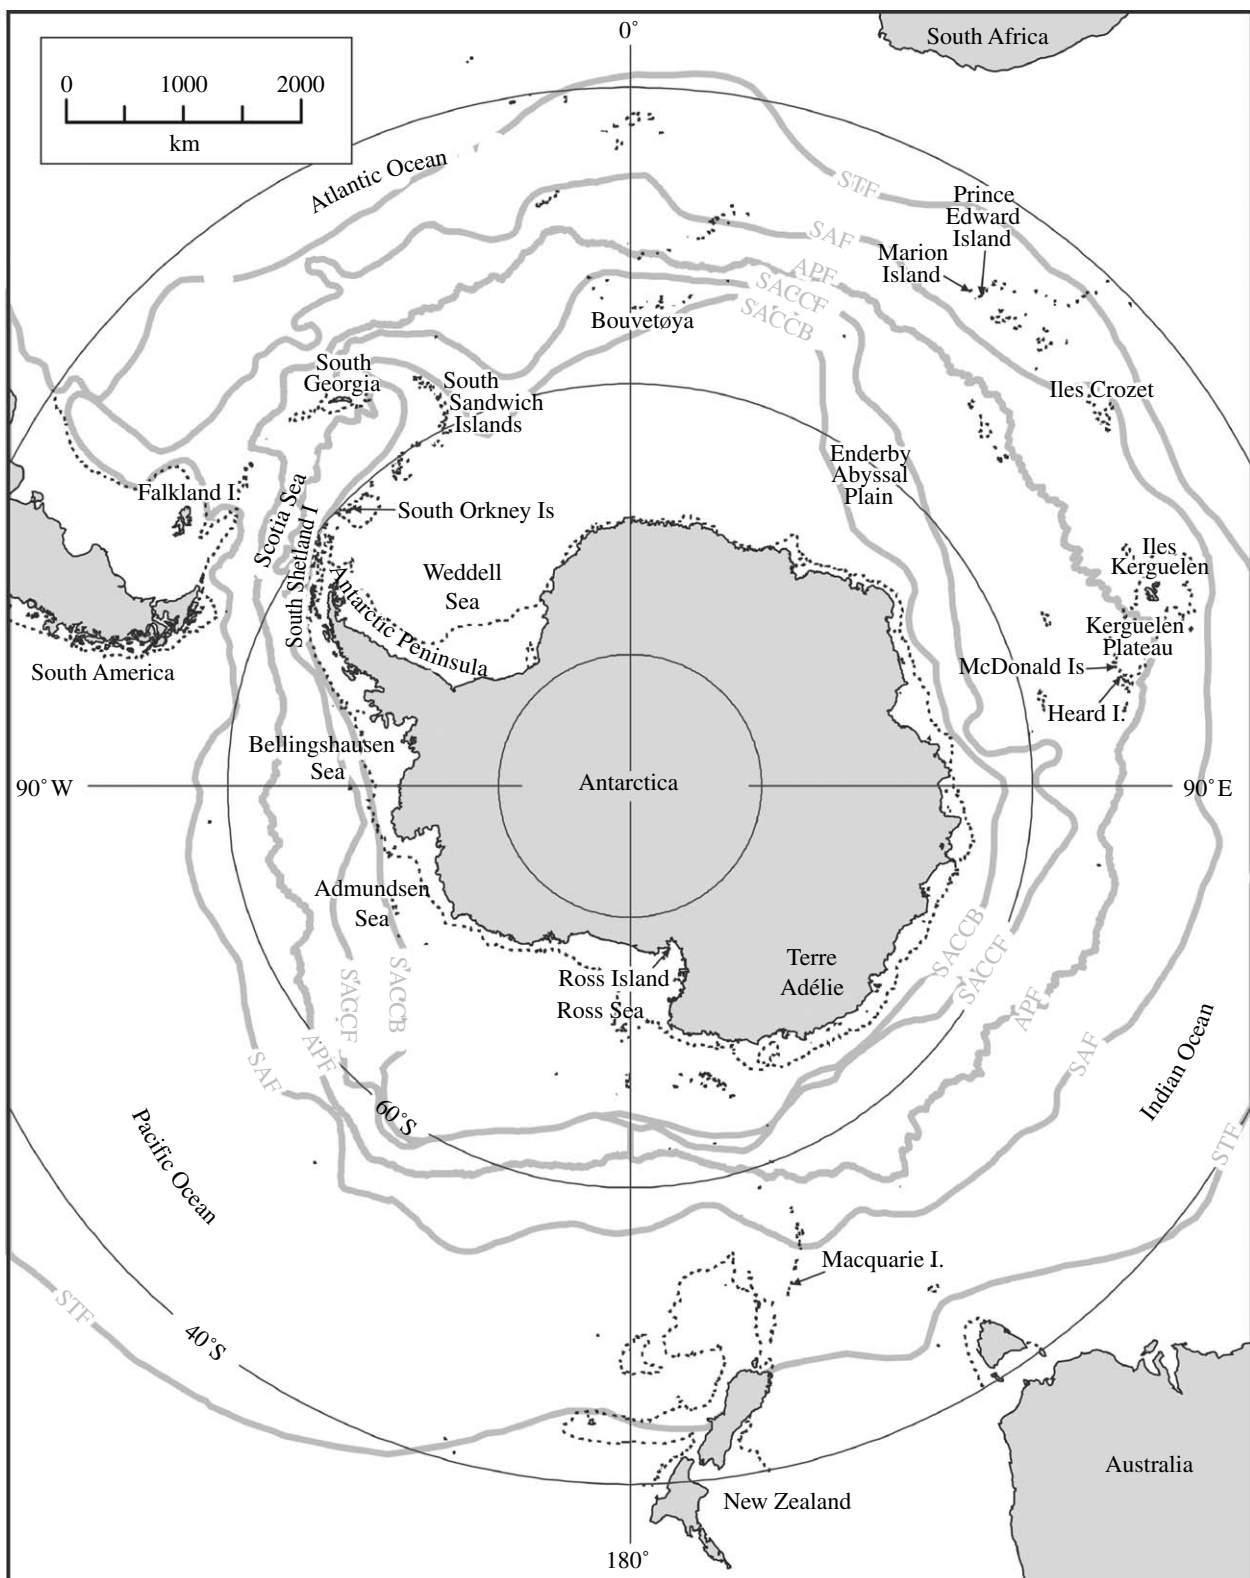 0°
South Africa
0 1000 2000
km
Atlantic Ocean
STF
Prince
Edward
Island
SAF
Marion
Island
APF
SACCF
SACCB
Bouvetøya
South
Georgia
South
Sandwich
Islands
Iles Crozet
Enderby
Abyssal
Plain
Falkland I.
Scotia Sea
South Orkney Is
South Shetland I
Iles
Kerguelen
Weddell
Sea
Antarctic Peninsula
Kerguelen
Plateau
McDonald Is
South America
Heard I.
Bellingshausen
Sea
90°W
Antarctica
90°E
Admundsen
Sea
SACCB
SACCF
Terre
Adélie
Ross Island
Ross Sea
SACCB
SACCF
APF
SAF
APF
SAF
Indian Ocean
60°S
Pacific Ocean
STF
Macquarie I.
STF
40°S
Australia
New Zealand
180°